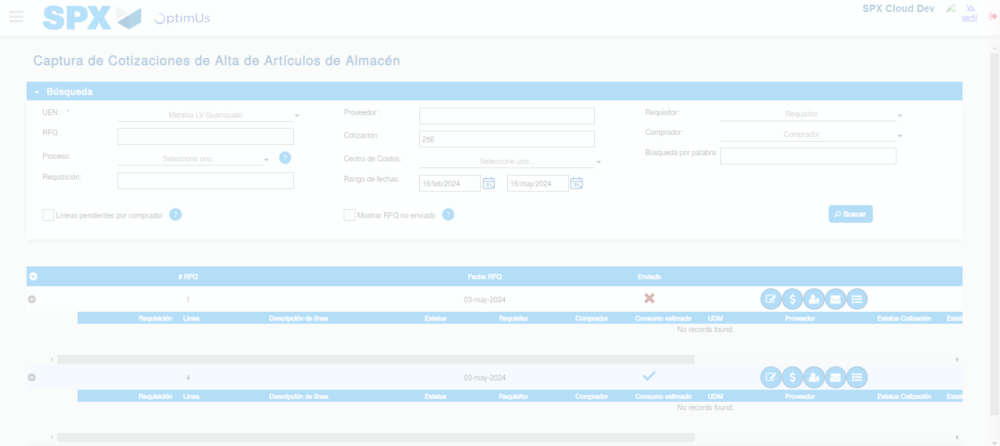 SPX OptimUs SPX Cloud Dev Ve
perfil
Captura de Cotizaciones de Alta de Artículos de Almacén
Búsqueda
UEN : * Metalsa LV Guanajuato
RFQ
Proceso: Seleccione uno... ?
Requisición:
Proveedor :
Cotización 256
Centro de Costos: Seleccione uno...
Rango de fechas: 16/feb/2024 31 16/may/2024 31
Requisitor: Requisitor
Comprador: Comprador
Búsqueda por palabra
Líneas pendientes por comprador ? Mostrar RFQ no enviado ? Buscar
# RFQ Fecha RFQ Enviado
1 03-may-2024 $
Requisición Línea Descripción de línea Estatus Requisitor Comprador Consumo estimado UDM Proveedor Estatus Cotización Estat
No records found.
4 03-may-2024 $
Requisición Línea Descripción de línea Estatus Requisitor Comprador Consumo estimado UDM Proveedor Estatus Cotización Estat
No records found.